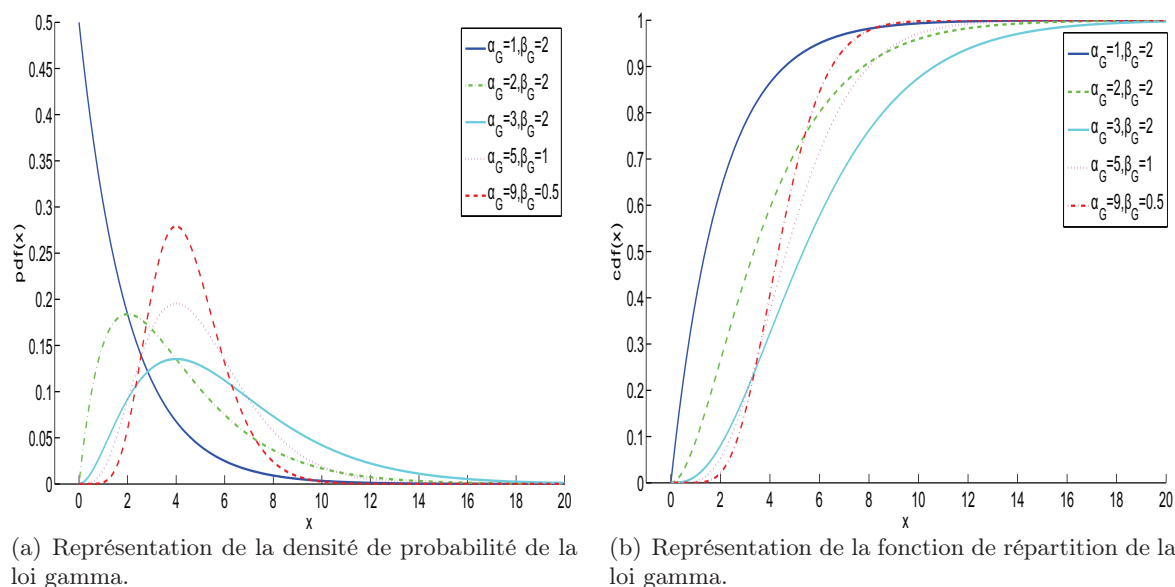 0.5
0.45
0.4
0.35
0.3
0.25
0.2
0.15
0.1
0.05
0
pdf(x)
0 2 4 6 8 10 12 14 16 18 20
x
α_G=1,β_G=2
α_G=2,β_G=2
α_G=3,β_G=2
α_G=5,β_G=1
α_G=9,β_G=0.5
(a) Représentation de la densité de probabilité de la
loi gamma.
1
0.9
0.8
0.7
0.6
0.5
0.4
0.3
0.2
0.1
0
cdf(x)
0 2 4 6 8 10 12 14 16 18 20
x
α_G=1,β_G=2
α_G=2,β_G=2
α_G=3,β_G=2
α_G=5,β_G=1
α_G=9,β_G=0.5
(b) Représentation de la fonction de répartition de la
loi gamma.